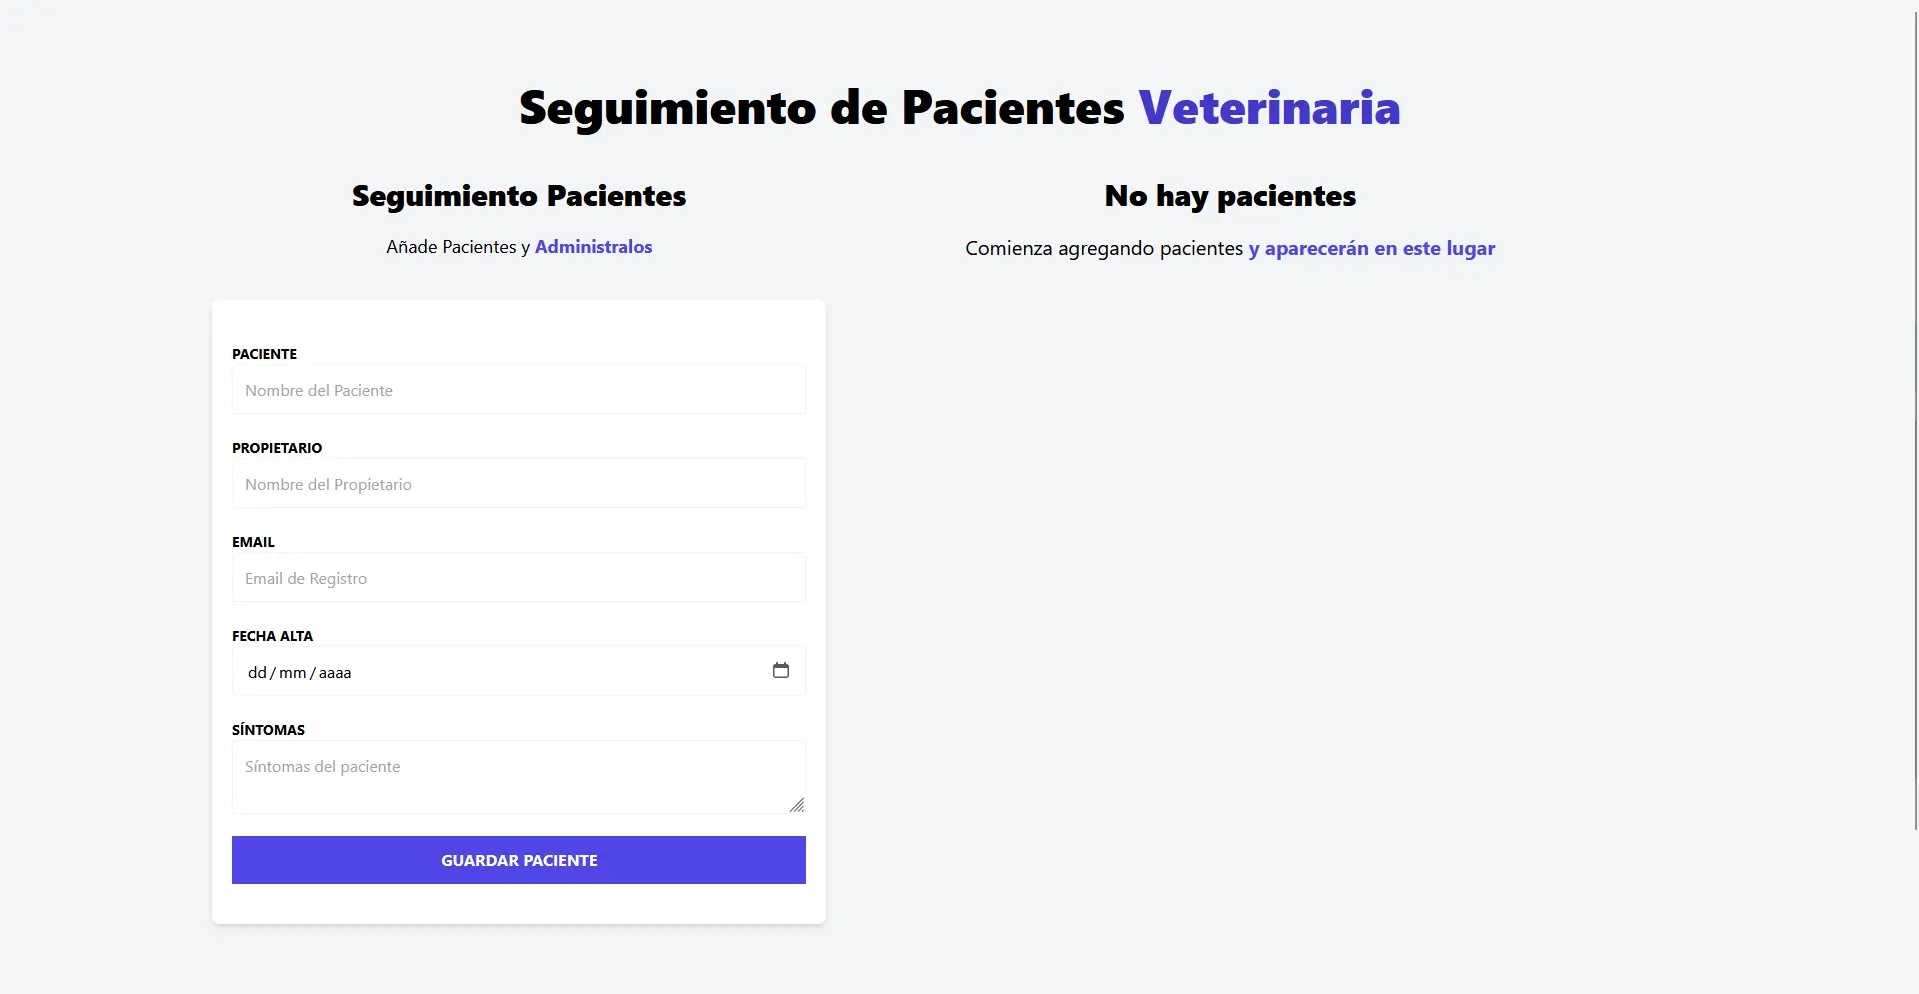 Seguimiento de Pacientes Veterinaria
Seguimiento Pacientes
Añade Pacientes y Administralos
PACIENTE
Nombre del Paciente
PROPIETARIO
Nombre del Propietario
EMAIL
Email de Registro
FECHA ALTA
dd/mm/aaaa
SÍNTOMAS
Síntomas del paciente
GUARDAR PACIENTE
No hay pacientes
Comienza agregando pacientes y aparecerán en este lugar